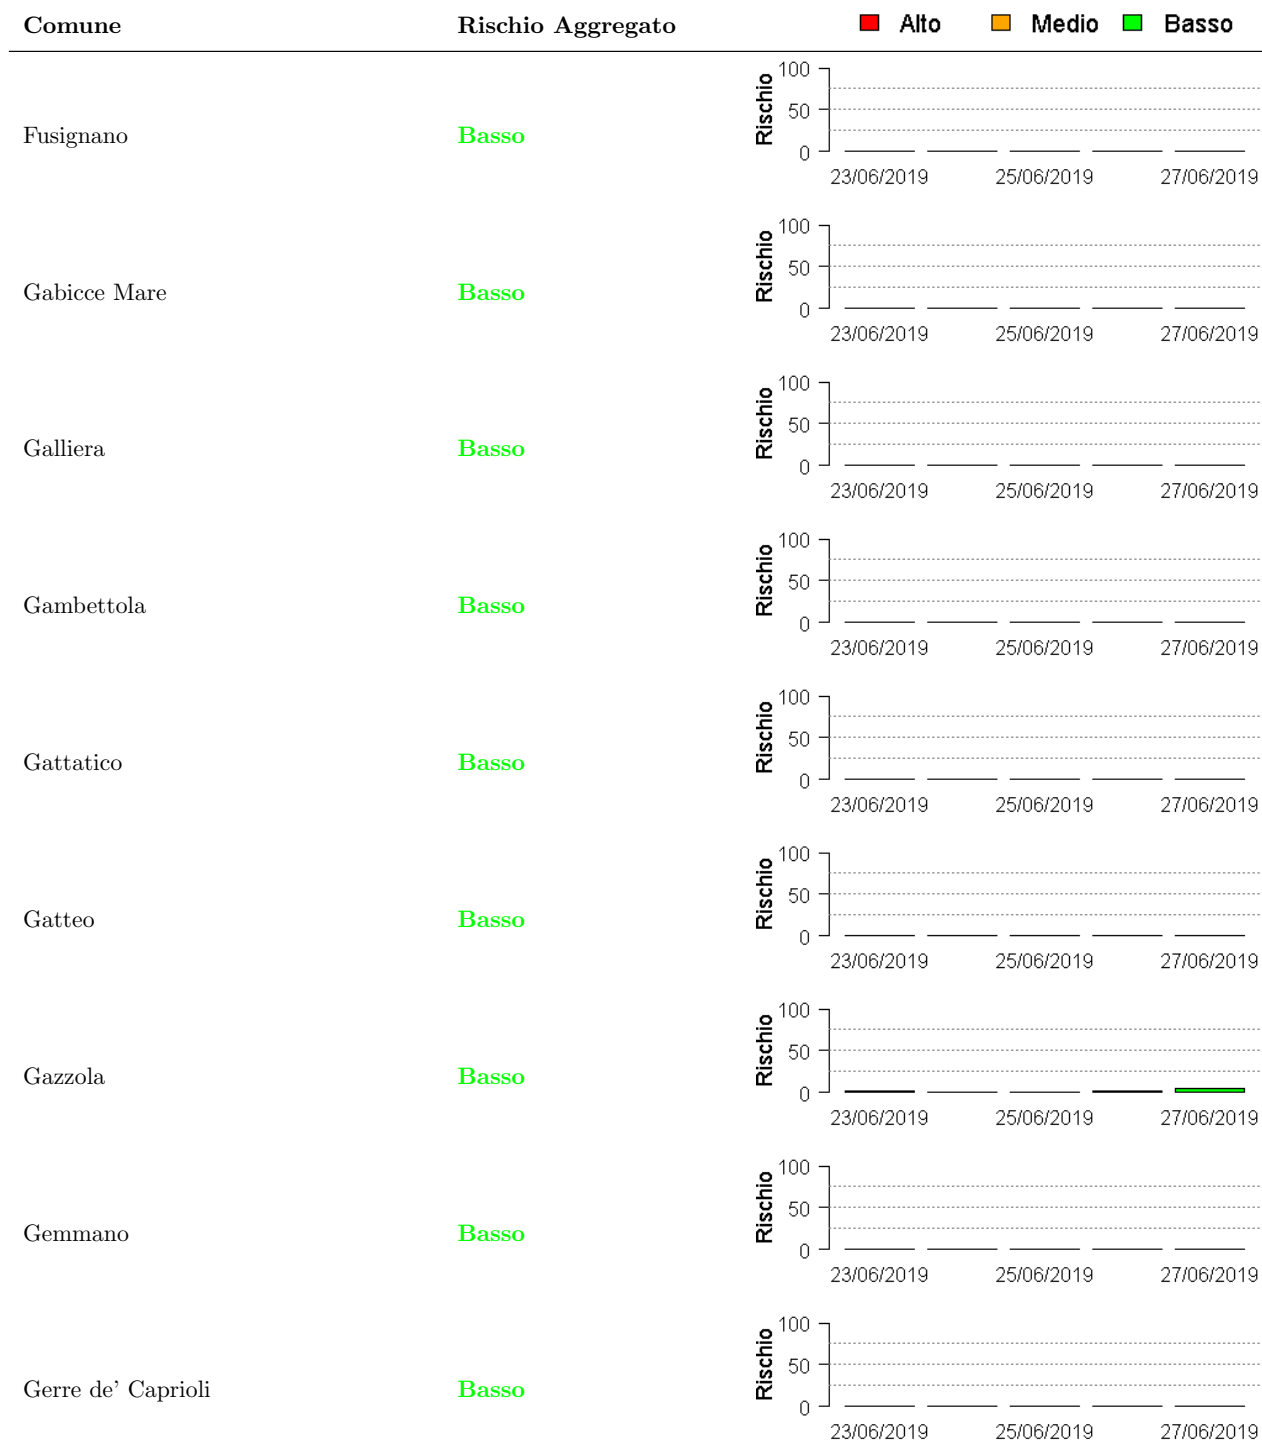 Comune Rischio Aggregato Alto Medio Basso
Fusignano Basso
Rischio
100
50
0
23/06/2019 25/06/2019 27/06/2019
Gabicce Mare Basso
Rischio
100
50
0
23/06/2019 25/06/2019 27/06/2019
Galliera Basso
Rischio
100
50
0
23/06/2019 25/06/2019 27/06/2019
Gambettola Basso
Rischio
100
50
0
23/06/2019 25/06/2019 27/06/2019
Gattatico Basso
Rischio
100
50
0
23/06/2019 25/06/2019 27/06/2019
Gatteo Basso
Rischio
100
50
0
23/06/2019 25/06/2019 27/06/2019
Gazzola Basso
Rischio
100
50
0
23/06/2019 25/06/2019 27/06/2019
Gemmano Basso
Rischio
100
50
0
23/06/2019 25/06/2019 27/06/2019
Gerre de’ Caprioli Basso
Rischio
100
50
0
23/06/2019 25/06/2019 27/06/2019